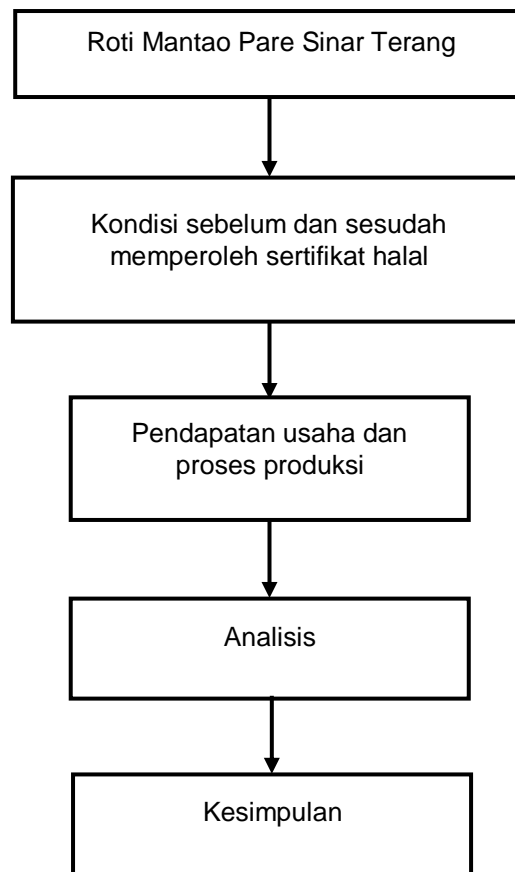 Roti Mantao Pare Sinar Terang
Kondisi sebelum dan sesudah
memperoleh sertifikat halal
Pendapatan usaha dan
proses produksi
Analisis
Kesimpulan